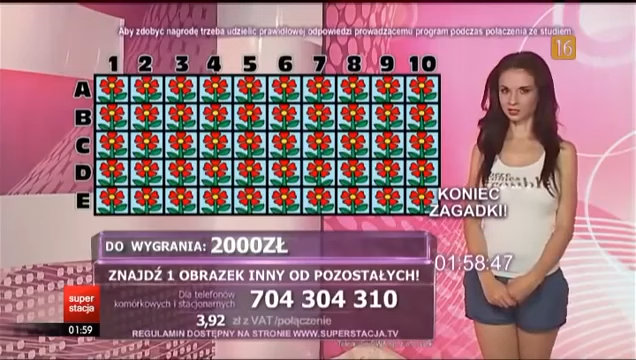 Aby zdobyć nagrodę trzeba udzielić prawidłowej odpowiedzi prowadzącemu program podczas połączenia ze studiem
16
1 2 3 4 5 6 7 8 9 10
A
B
C
D
E
KONIEC
ZAGADKI!
DO WYGRANIA: 2000ZŁ
ZNAJDŹ 1 OBRAZEK INNY OD POZOSTAŁYCH!
01:58:47
Dla telefonów
komórkowych i stacjonarnych
704 304 310
3,92 zł z VAT/połączenie
REGULAMIN DOSTĘPNY NA STRONIE WWW.SUPERSTACJA.TV
super
stacja
01:59